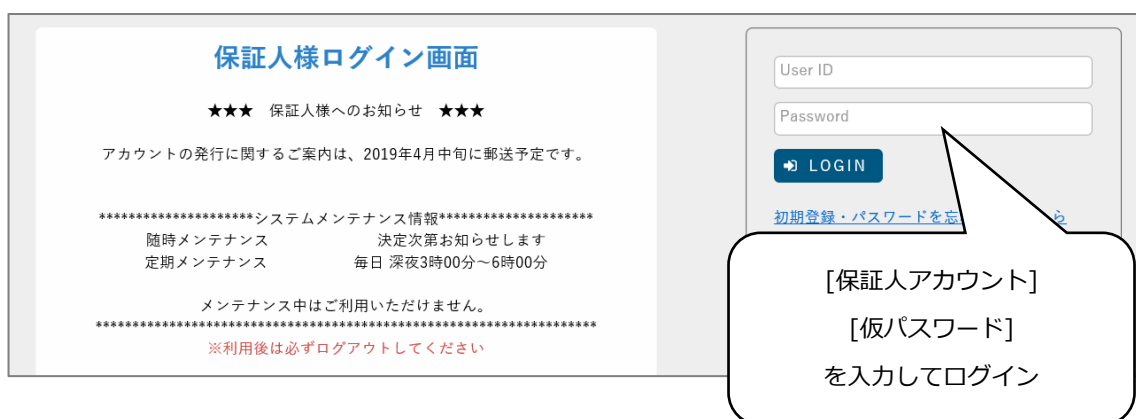 保証人様ログイン画面
★★★ 保証人様へのお知らせ ★★★
アカウントの発行に関するご案内は、2019年4月中旬に郵送予定です。
*********************システムメンテナンス情報*********************
随時メンテナンス 決定次第お知らせします
定期メンテナンス 毎日 深夜3時00分～6時00分
メンテナンス中はご利用いただけません。
********************************************************************
※利用後は必ずログアウトしてください
User ID
Password
LOGIN
初期登録・パスワードを忘
ら
[保証人アカウント]
[仮パスワード]
を入力してログイン